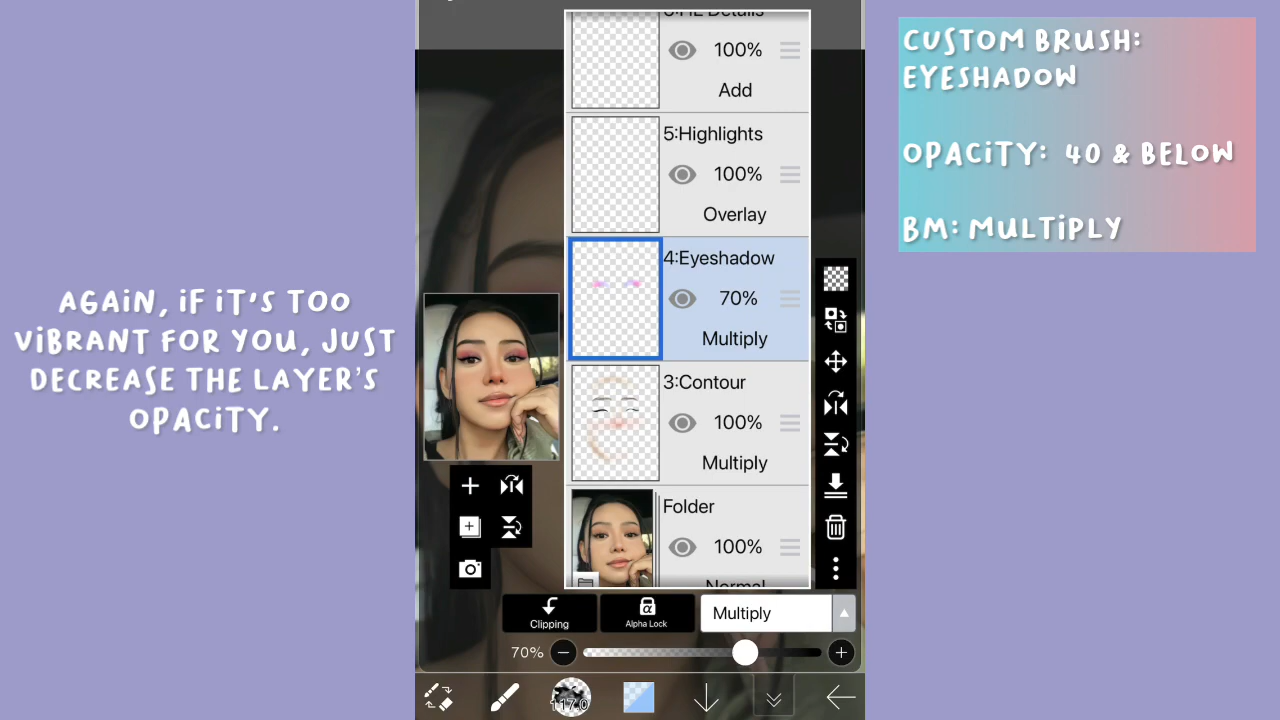 AGAIN, iF iT'S TOO
ViBRANT FOR YOU, JUST
DECREASE THE LAYER'S
OPACiTY.
100%
Add
5:Highlights
100%
Overlay
4:Eyeshadow
70%
Multiply
3:Contour
100%
Multiply
Folder
100%
Normal
Clipping
α
Alpha Lock
Multiply
70%
117.0
CUSTOM BRUSH:
EYESHADOW
OPACiTY: 40 & BELOW
BM: MULTiPLY